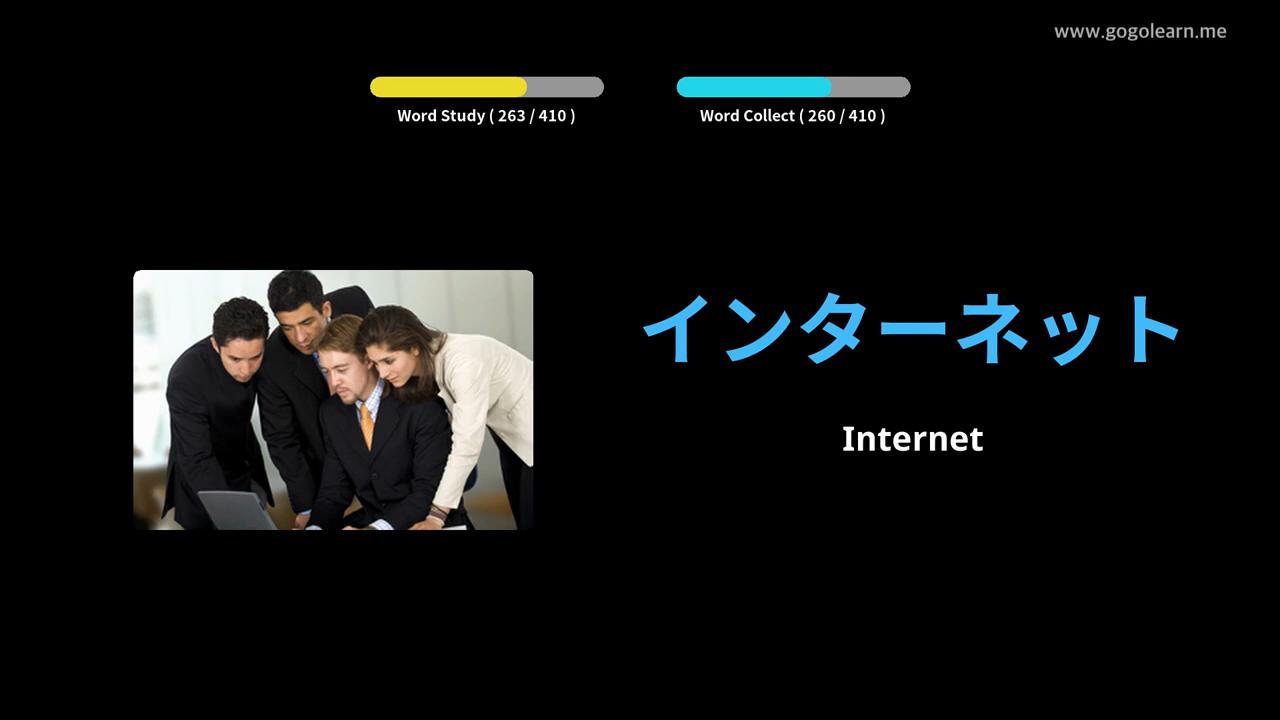 www.gogolearn.me
Word Study ( 263 / 410 )
Word Collect ( 260 / 410 )
インターネット
Internet